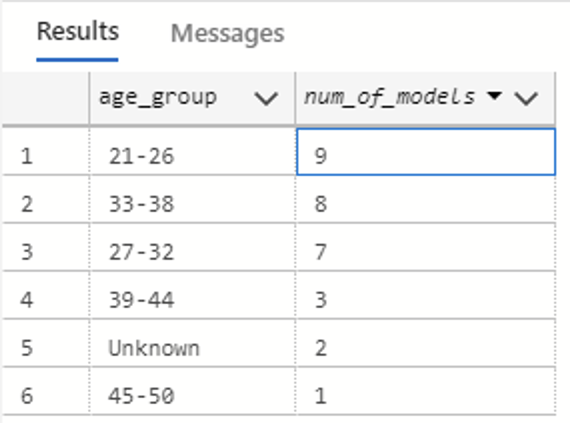 Results Messages
age_group num_of_models
1 21-26 9
2 33-38 8
3 27-32 7
4 39-44 3
5 Unknown 2
6 45-50 1